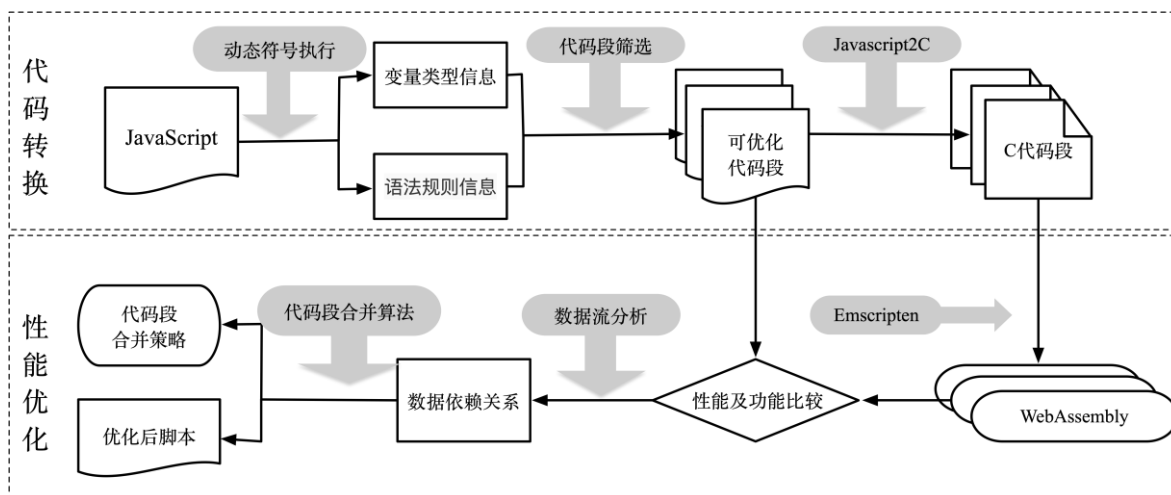 代码转换
动态符号执行
代码段筛选
Javascript2C
JavaScript
变量类型信息
语法规则信息
可优化
代码段
C代码段
性能优化
代码段
合并策略
代码段合并算法
数据流分析
Emscripten
优化后脚本
数据依赖关系
性能及功能比较
WebAssembly